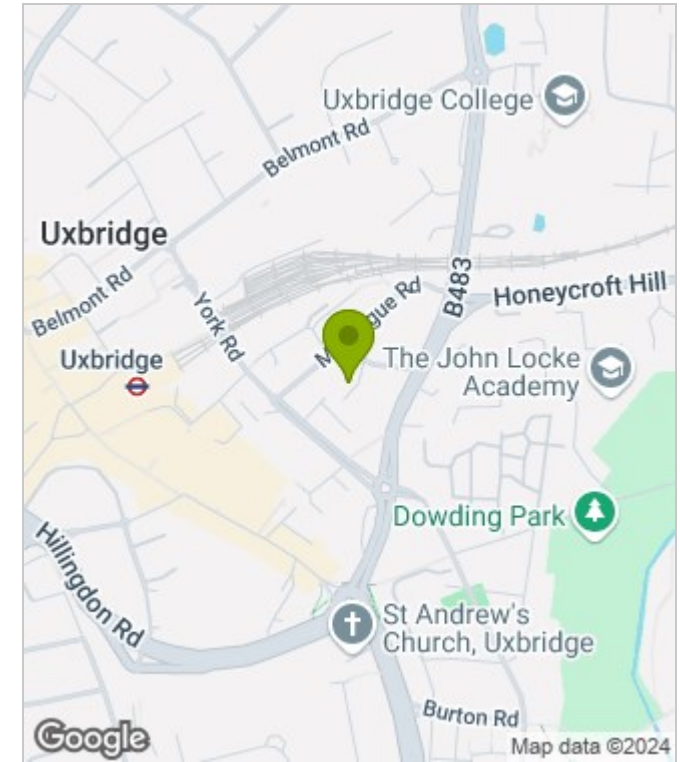 Uxbridge College
Belmont Rd
Uxbridge
Belmont Rd
York Rd
B483
Honeycroft Hill
Uxbridge
The John Locke
Academy
Dowding Park
Hillingdon Rd
St Andrew's
Church, Uxbridge
Burton Rd
Google
Map data ©2024